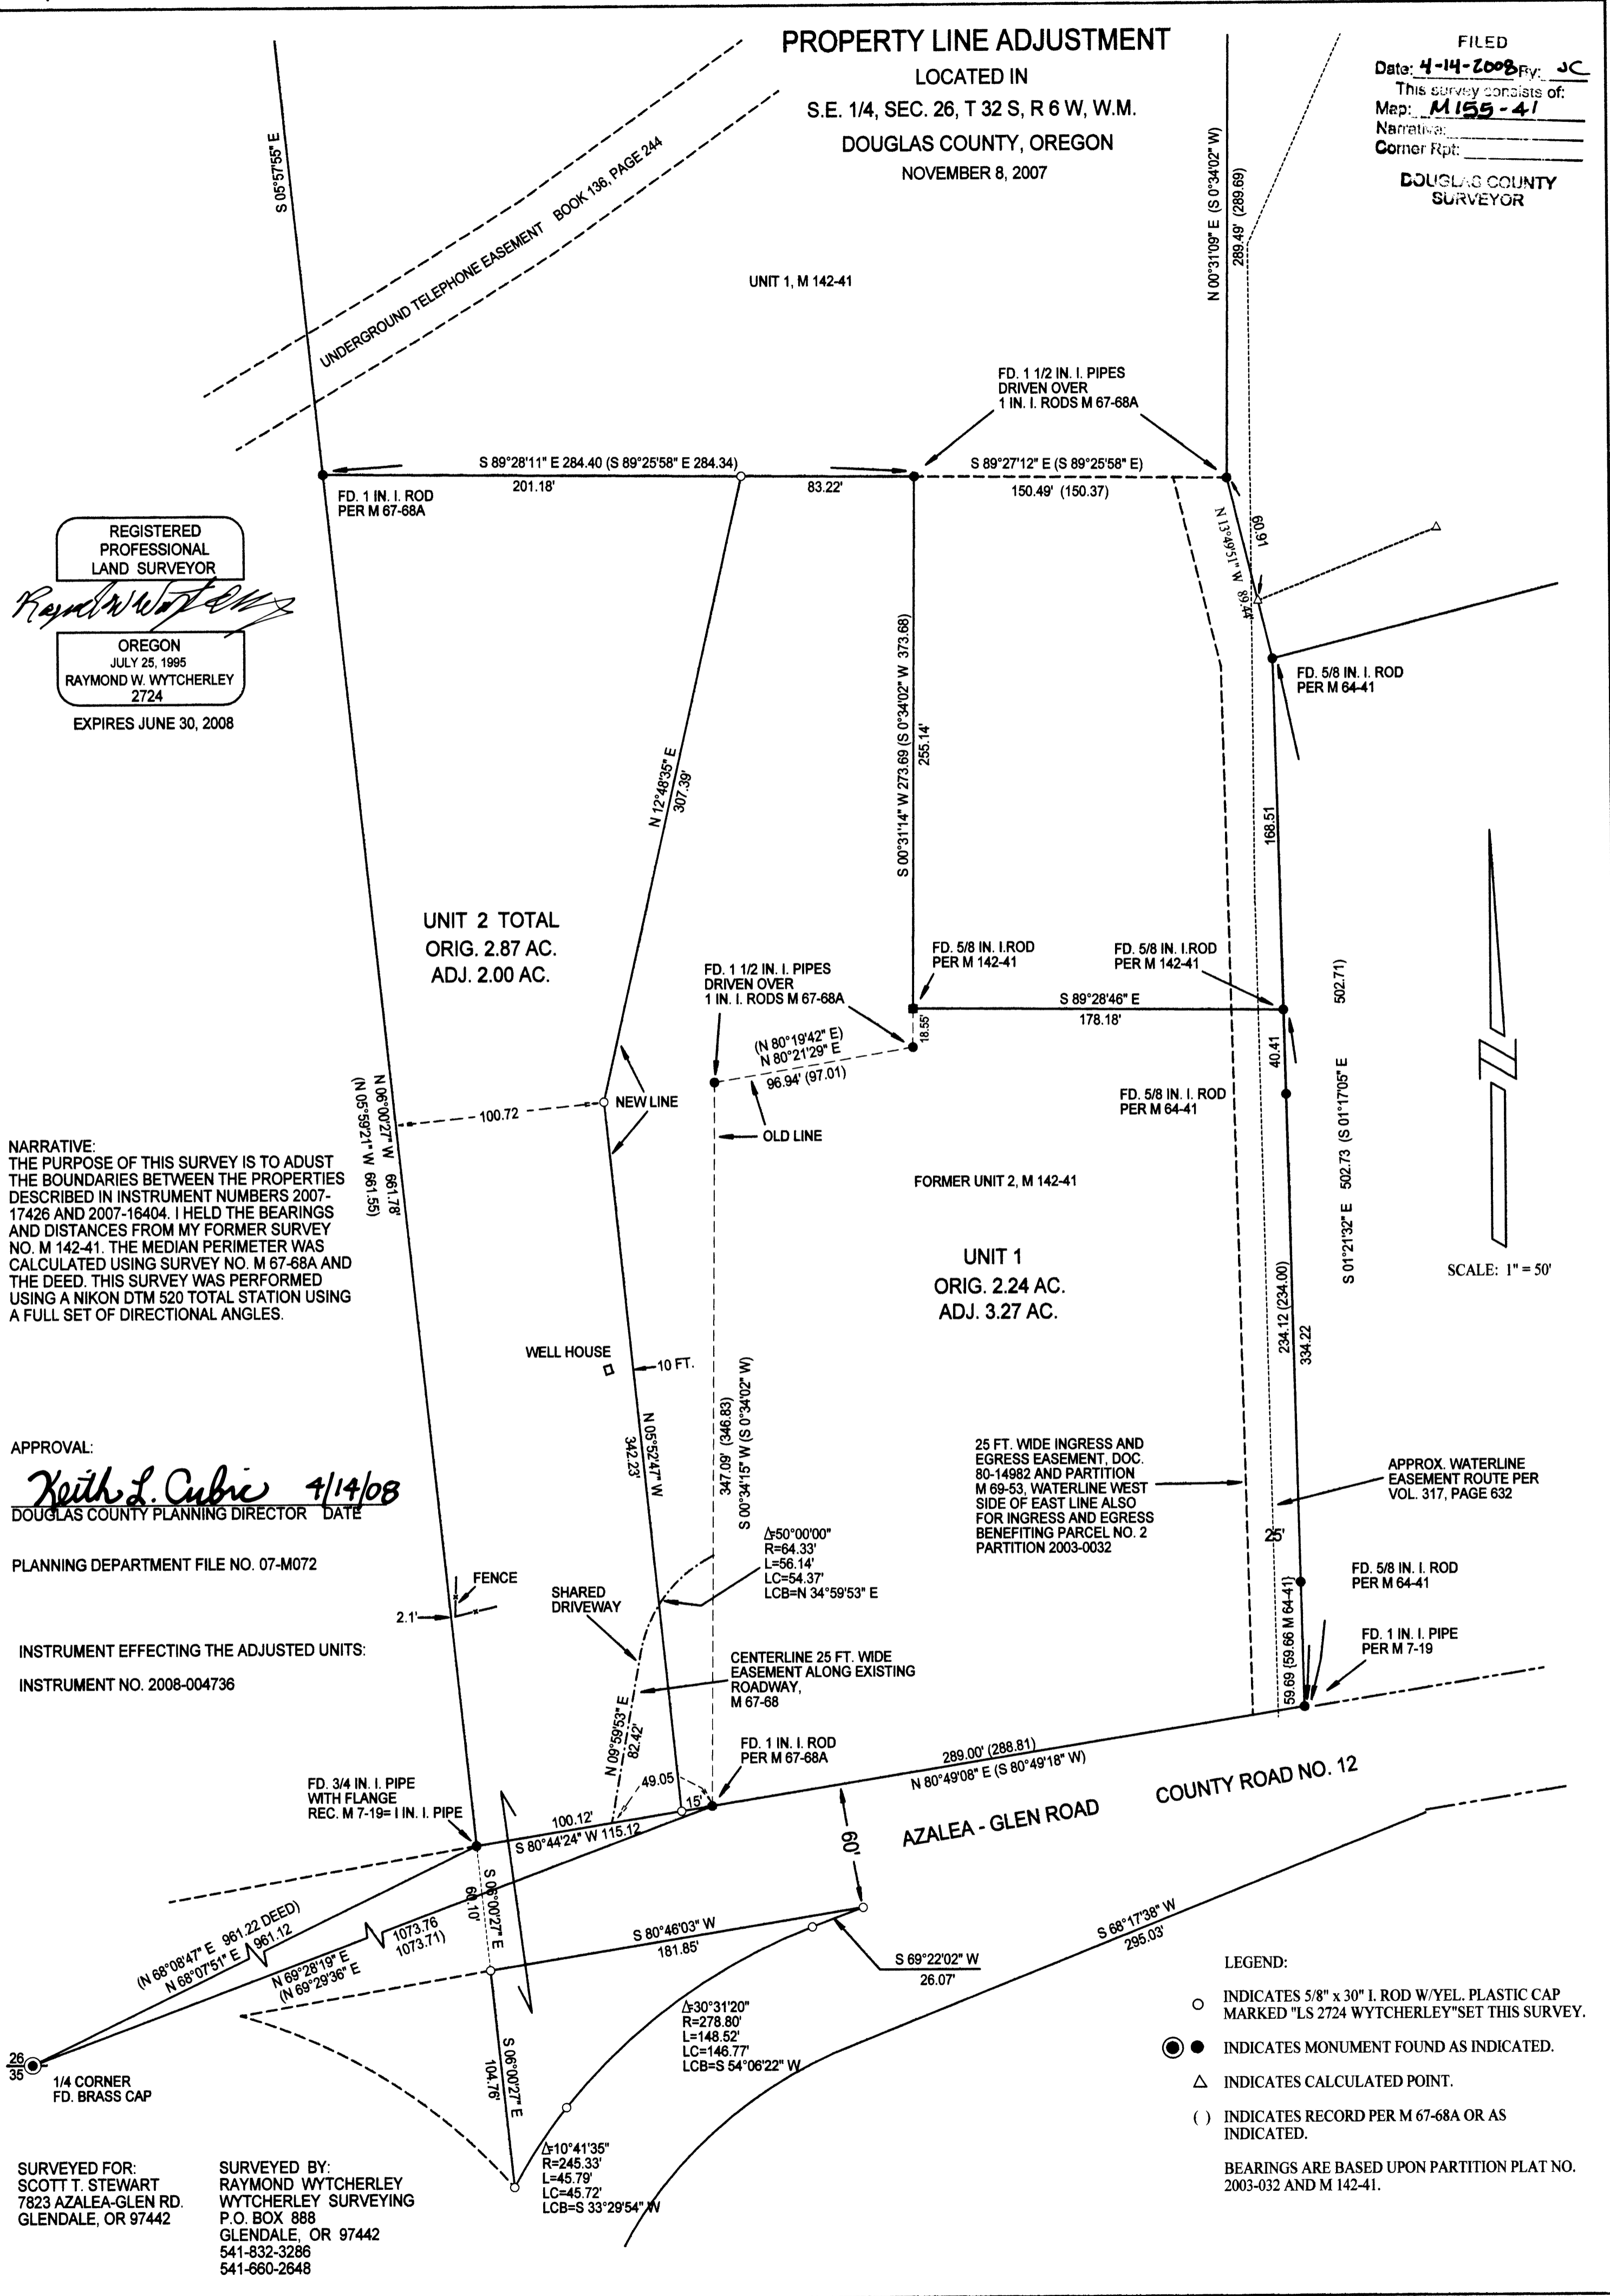 PROPERTY LINE ADJUSTMENT
LOCATED IN
S.E. 1/4, SEC. 26, T 32 S, R 6 W, W.M.
DOUGLAS COUNTY, OREGON
NOVEMBER 8, 2007
FILED
Date: 4-14-2008 By: JC
This survey consists of:
Map: M155-41
Narrative:
Corner Rpt:
DOUGLAS COUNTY
SURVEYOR
S 05°57'55" E
UNDERGROUND TELEPHONE EASEMENT BOOK 136, PAGE 244
UNIT 1, M 142-41
N 00°31'09" E (S 0°34'02" W)
289.49' (289.69)
FD. 1 1/2 IN. I. PIPES
DRIVEN OVER
1 IN. I. RODS M 67-68A
S 89°28'11" E 284.40 (S 89°25'58" E 284.34)
201.18'
83.22'
S 89°27'12" E (S 89°25'58" E)
150.49' (150.37)
FD. 1 IN. I. ROD
PER M 67-68A
N 13°49'51" W 89.44'
60.91
REGISTERED
PROFESSIONAL
LAND SURVEYOR
OREGON
JULY 25, 1995
RAYMOND W. WYTCHERLEY
2724
EXPIRES JUNE 30, 2008
FD. 5/8 IN. I. ROD
PER M 64-41
N 12°48'35" E
307.39'
S 00°31'14" W 273.69 (S 0°34'02" W 373.68)
255.14'
168.51
UNIT 2 TOTAL
ORIG. 2.87 AC.
ADJ. 2.00 AC.
FD. 1 1/2 IN. I. PIPES
DRIVEN OVER
1 IN. I. RODS M 67-68A
FD. 5/8 IN. I.ROD
PER M 142-41
FD. 5/8 IN. I.ROD
PER M 142-41
S 89°28'46" E
178.18'
18.55'
(N 80°19'42" E)
N 80°21'29" E
96.94' (97.01)
40.41
FD. 5/8 IN. I. ROD
PER M 64-41
NEW LINE
100.72
OLD LINE
N 06°00'27" W 661.78'
(N 05°59'21" W 661.55)
S 01°21'32" E 502.73 (S 01°17'05" E 502.71)
FORMER UNIT 2, M 142-41
UNIT 1
ORIG. 2.24 AC.
ADJ. 3.27 AC.
SCALE: 1" = 50'
NARRATIVE:
THE PURPOSE OF THIS SURVEY IS TO ADUST
THE BOUNDARIES BETWEEN THE PROPERTIES
DESCRIBED IN INSTRUMENT NUMBERS 2007-
17426 AND 2007-16404. I HELD THE BEARINGS
AND DISTANCES FROM MY FORMER SURVEY
NO. M 142-41. THE MEDIAN PERIMETER WAS
CALCULATED USING SURVEY NO. M 67-68A AND
THE DEED. THIS SURVEY WAS PERFORMED
USING A NIKON DTM 520 TOTAL STATION USING
A FULL SET OF DIRECTIONAL ANGLES.
234.12 (234.00)
334.22
WELL HOUSE
10 FT.
N 05°52'47" W
342.23'
347.09' (346.83)
S 00°34'15" W (S 0°34'02" W)
APPROVAL:
Keith L. Cubic 4/14/08
DOUGLAS COUNTY PLANNING DIRECTOR DATE
PLANNING DEPARTMENT FILE NO. 07-M072
INSTRUMENT EFFECTING THE ADJUSTED UNITS:
INSTRUMENT NO. 2008-004736
25 FT. WIDE INGRESS AND
EGRESS EASEMENT, DOC.
80-14982 AND PARTITION
M 69-53, WATERLINE WEST
SIDE OF EAST LINE ALSO
FOR INGRESS AND EGRESS
BENEFITING PARCEL NO. 2
PARTITION 2003-0032
APPROX. WATERLINE
EASEMENT ROUTE PER
VOL. 317, PAGE 632
25'
Δ=50°00'00"
R=64.33'
L=56.14'
LC=54.37'
LCB=N 34°59'53" E
FENCE
2.1'
SHARED
DRIVEWAY
FD. 5/8 IN. I. ROD
PER M 64-41
59.69 (59.66 M 64-41)
FD. 1 IN. I. PIPE
PER M 7-19
CENTERLINE 25 FT. WIDE
EASEMENT ALONG EXISTING
ROADWAY,
M 67-68
N 09°59'53" E
82.42'
FD. 1 IN. I. ROD
PER M 67-68A
49.05
15'
289.00' (288.81)
N 80°49'08" E (S 80°49'18" W)
FD. 3/4 IN. I. PIPE
WITH FLANGE
REC. M 7-19= I IN. I. PIPE
100.12'
S 80°44'24" W 115.12
AZALEA - GLEN ROAD
COUNTY ROAD NO. 12
60'
S 06°00'27" E
60.10'
(N 68°08'47" E 961.22 DEED)
N 68°07'51" E 961.12
N 69°28'19" E 1073.76
(N 69°29'36" E 1073.71)
S 80°46'03" W
181.85'
S 69°22'02" W
26.07'
S 68°17'38" W
295.03'
Δ=30°31'20"
R=278.80'
L=148.52'
LC=146.77'
LCB=S 54°06'22" W
S 06°00'27" E
104.76'
26
35
1/4 CORNER
FD. BRASS CAP
Δ=10°41'35"
R=245.33'
L=45.79'
LC=45.72'
LCB=S 33°29'54" W
LEGEND:
INDICATES 5/8" x 30" I. ROD W/YEL. PLASTIC CAP
MARKED "LS 2724 WYTCHERLEY"SET THIS SURVEY.
INDICATES MONUMENT FOUND AS INDICATED.
INDICATES CALCULATED POINT.
( ) INDICATES RECORD PER M 67-68A OR AS
INDICATED.
BEARINGS ARE BASED UPON PARTITION PLAT NO.
2003-032 AND M 142-41.
SURVEYED FOR:
SCOTT T. STEWART
7823 AZALEA-GLEN RD.
GLENDALE, OR 97442
SURVEYED BY:
RAYMOND WYTCHERLEY
WYTCHERLEY SURVEYING
P.O. BOX 888
GLENDALE, OR 97442
541-832-3286
541-660-2648